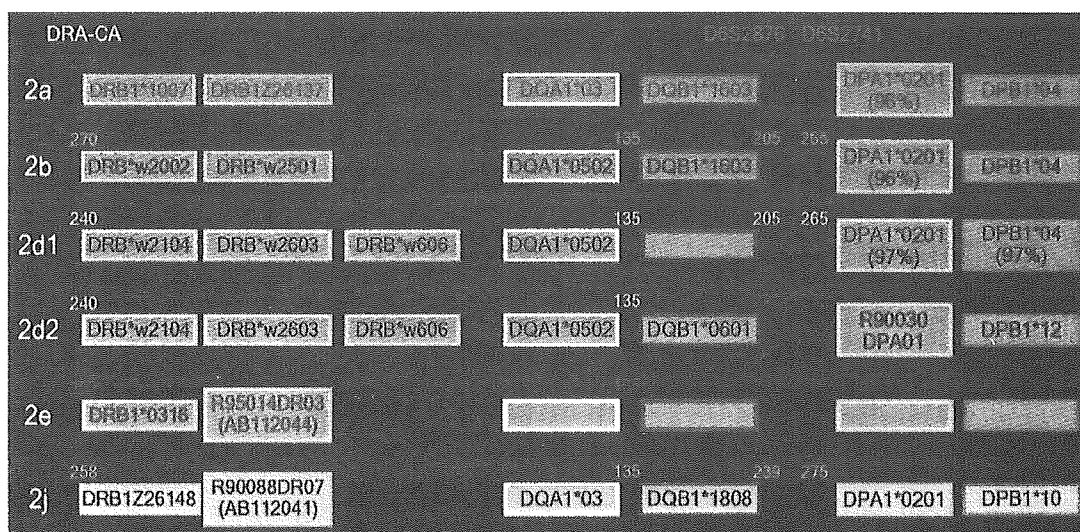 DRA-CA D6S2876 D6S2741
2a DRB1*1007 DRB1Z26137 DQA1*03 DQB1*1803 DPA1*0201 (96%) DPB1*04
270 135 205 255
2b DRB*w2002 DRB*w2501 DQA1*0502 DQB1*1803 DPA1*0201 (96%) DPB1*04
240 135 205 265
2d1 DRB*w2104 DRB*w2603 DRB*w606 DQA1*0502 DPA1*0201 (97%) DPB1*04 (97%)
240 135
2d2 DRB*w2104 DRB*w2603 DRB*w606 DQA1*0502 DQB1*0601 R90030 DPA01 DPB1*12
2e DRB1*0316 R95014DR03 (AB112044)
258 135 239 275
2j DRB1Z26148 R90088DR07 (AB112041) DQA1*03 DQB1*1808 DPA1*0201 DPB1*10